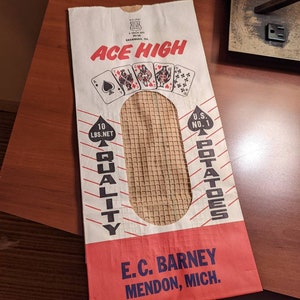 ACE HIGH
10
LBS. NET
QUALITY
U.S.
NO. 1
POTATOES
E.C. BARNEY
MENDON, MICH.